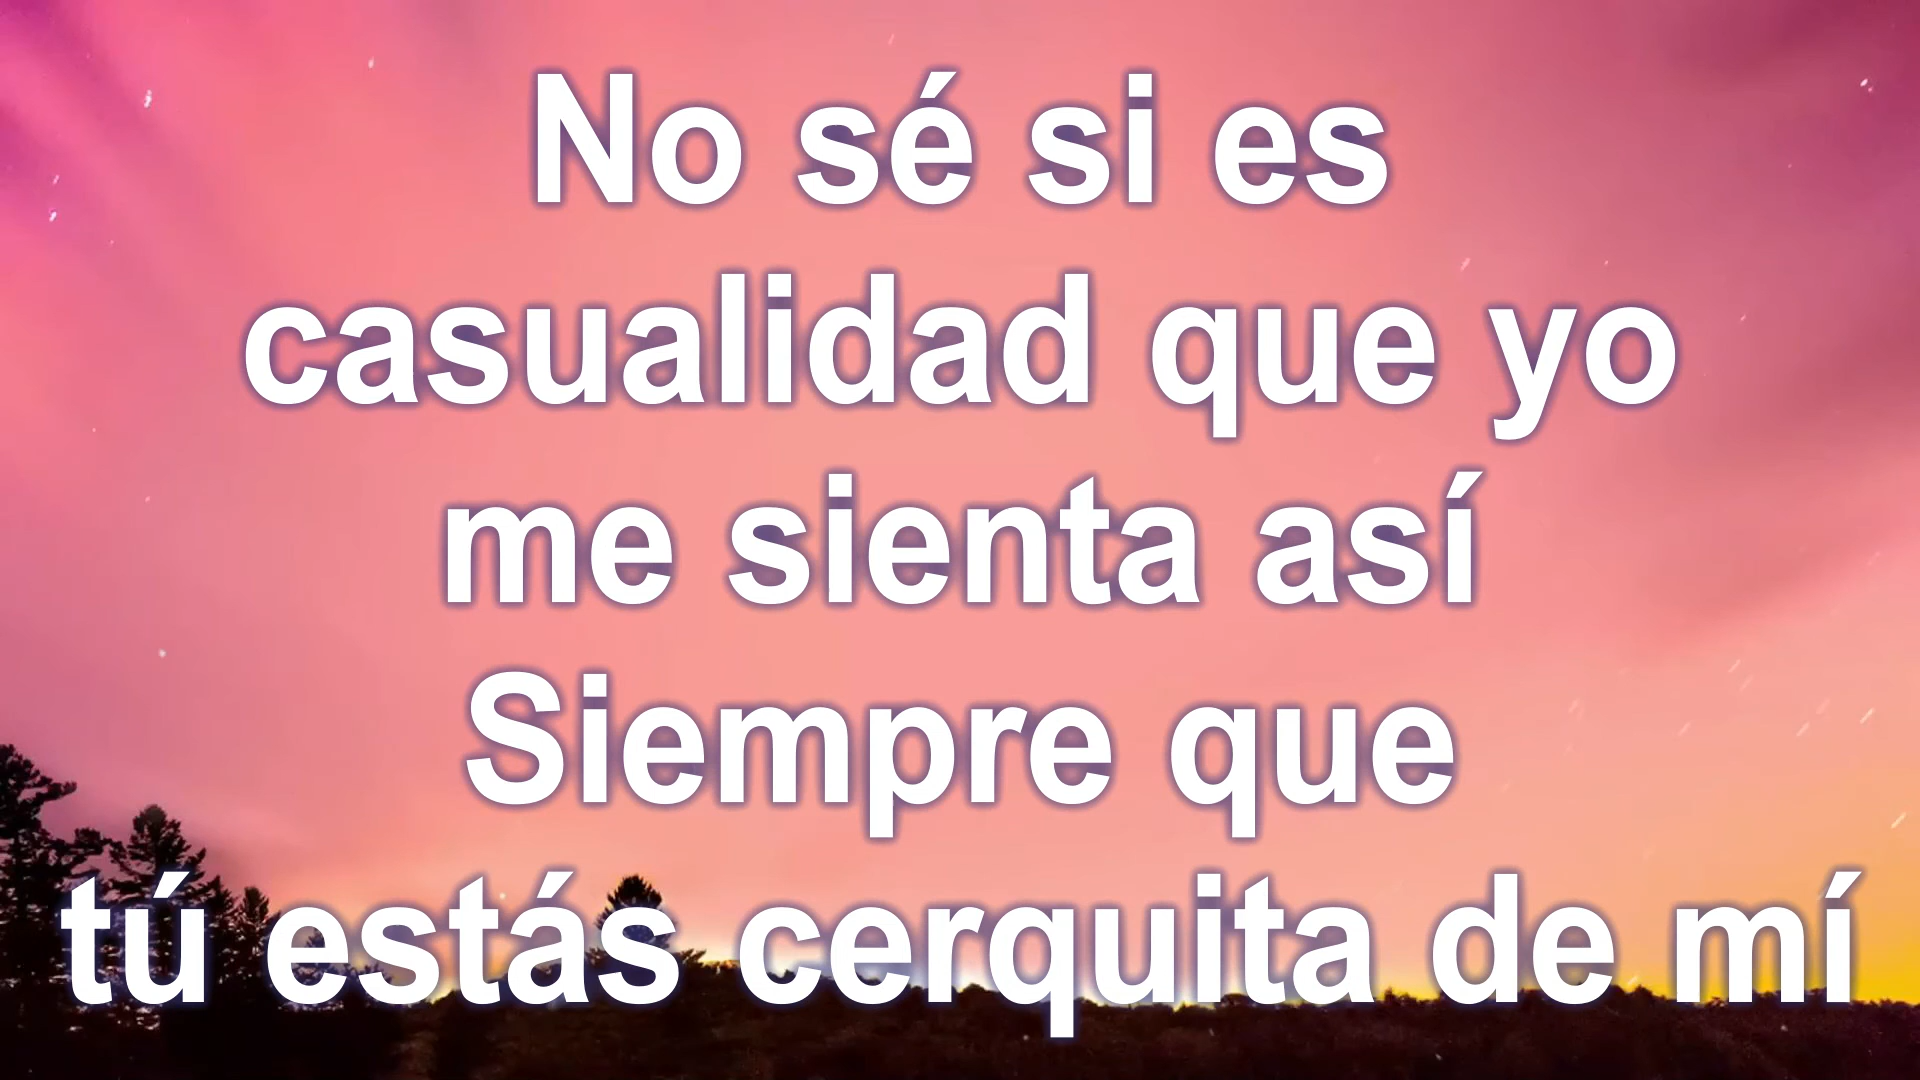 No sé si es
casualidad que yo
me sienta así
Siempre que
tú estás cerquita de mí